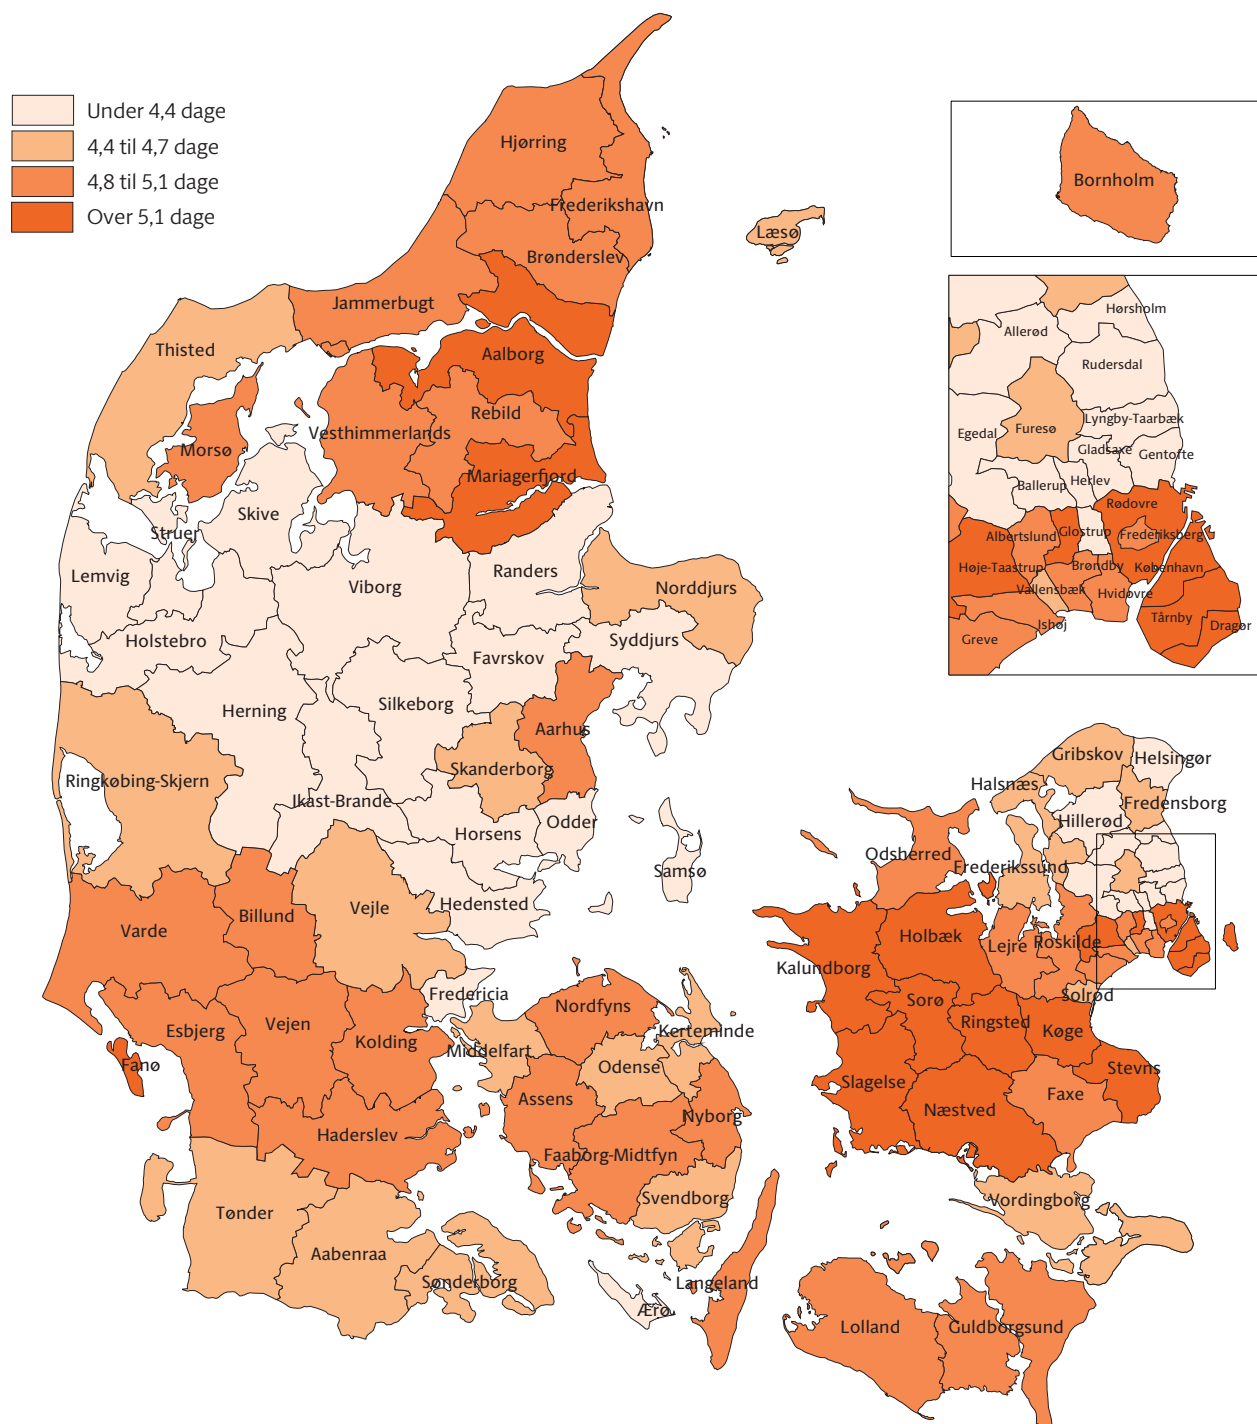 Under 4,4 dage
4,4 til 4,7 dage
4,8 til 5,1 dage
Over 5,1 dage
Hjørring
Frederikshavn
Læsø
Brønderslev
Jammerbugt
Thisted
Aalborg
Rebild
Vesthimmerlands
Morsø
Mariagerfjord
Skive
Struer
Lemvig
Viborg
Randers
Norddjurs
Holstebro
Favrskov
Syddjurs
Silkeborg
Herning
Aarhus
Skanderborg
Ringkøbing-Skjern
Ikast-Brande
Horsens
Odder
Samsø
Hedensted
Vejle
Billund
Varde
Fredericia
Esbjerg
Vejen
Kolding
Fanø
Haderslev
Tønder
Aabenraa
Sønderborg
Nordfyns
Kerteminde
Middelfart
Odense
Assens
Nyborg
Faaborg-Midtfyn
Svendborg
Langeland
Ærø
Bornholm
Hørsholm
Allerød
Rudersdal
Lyngby-Taarbæk
Egedal
Furesø
Gladsaxe
Gentofte
Ballerup
Herlev
Rødovre
Albertslund
Glostrup
Frederiksberg
Høje-Taastrup
Brøndby
København
Vallensbæk
Hvidovre
Ishøj
Tårnby
Dragør
Greve
Gribskov
Helsingør
Halsnæs
Fredensborg
Hillerød
Odsherred
Frederikssund
Holbæk
Lejre
Roskilde
Kalundborg
Solrød
Sorø
Ringsted
Køge
Stevns
Slagelse
Næstved
Faxe
Vordingborg
Lolland
Guldborgsund